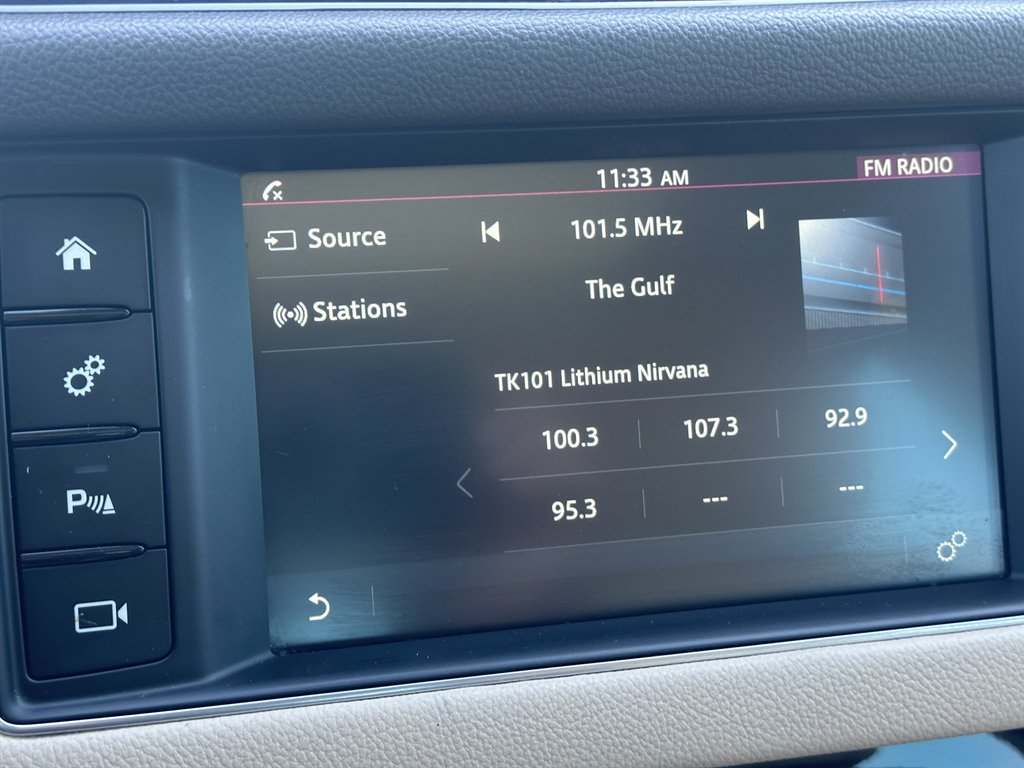 11:33 AM
FM RADIO
Source
101.5 MHz
Stations
The Gulf
TK101 Lithium Nirvana
100.3
107.3
92.9
95.3
---
---
P